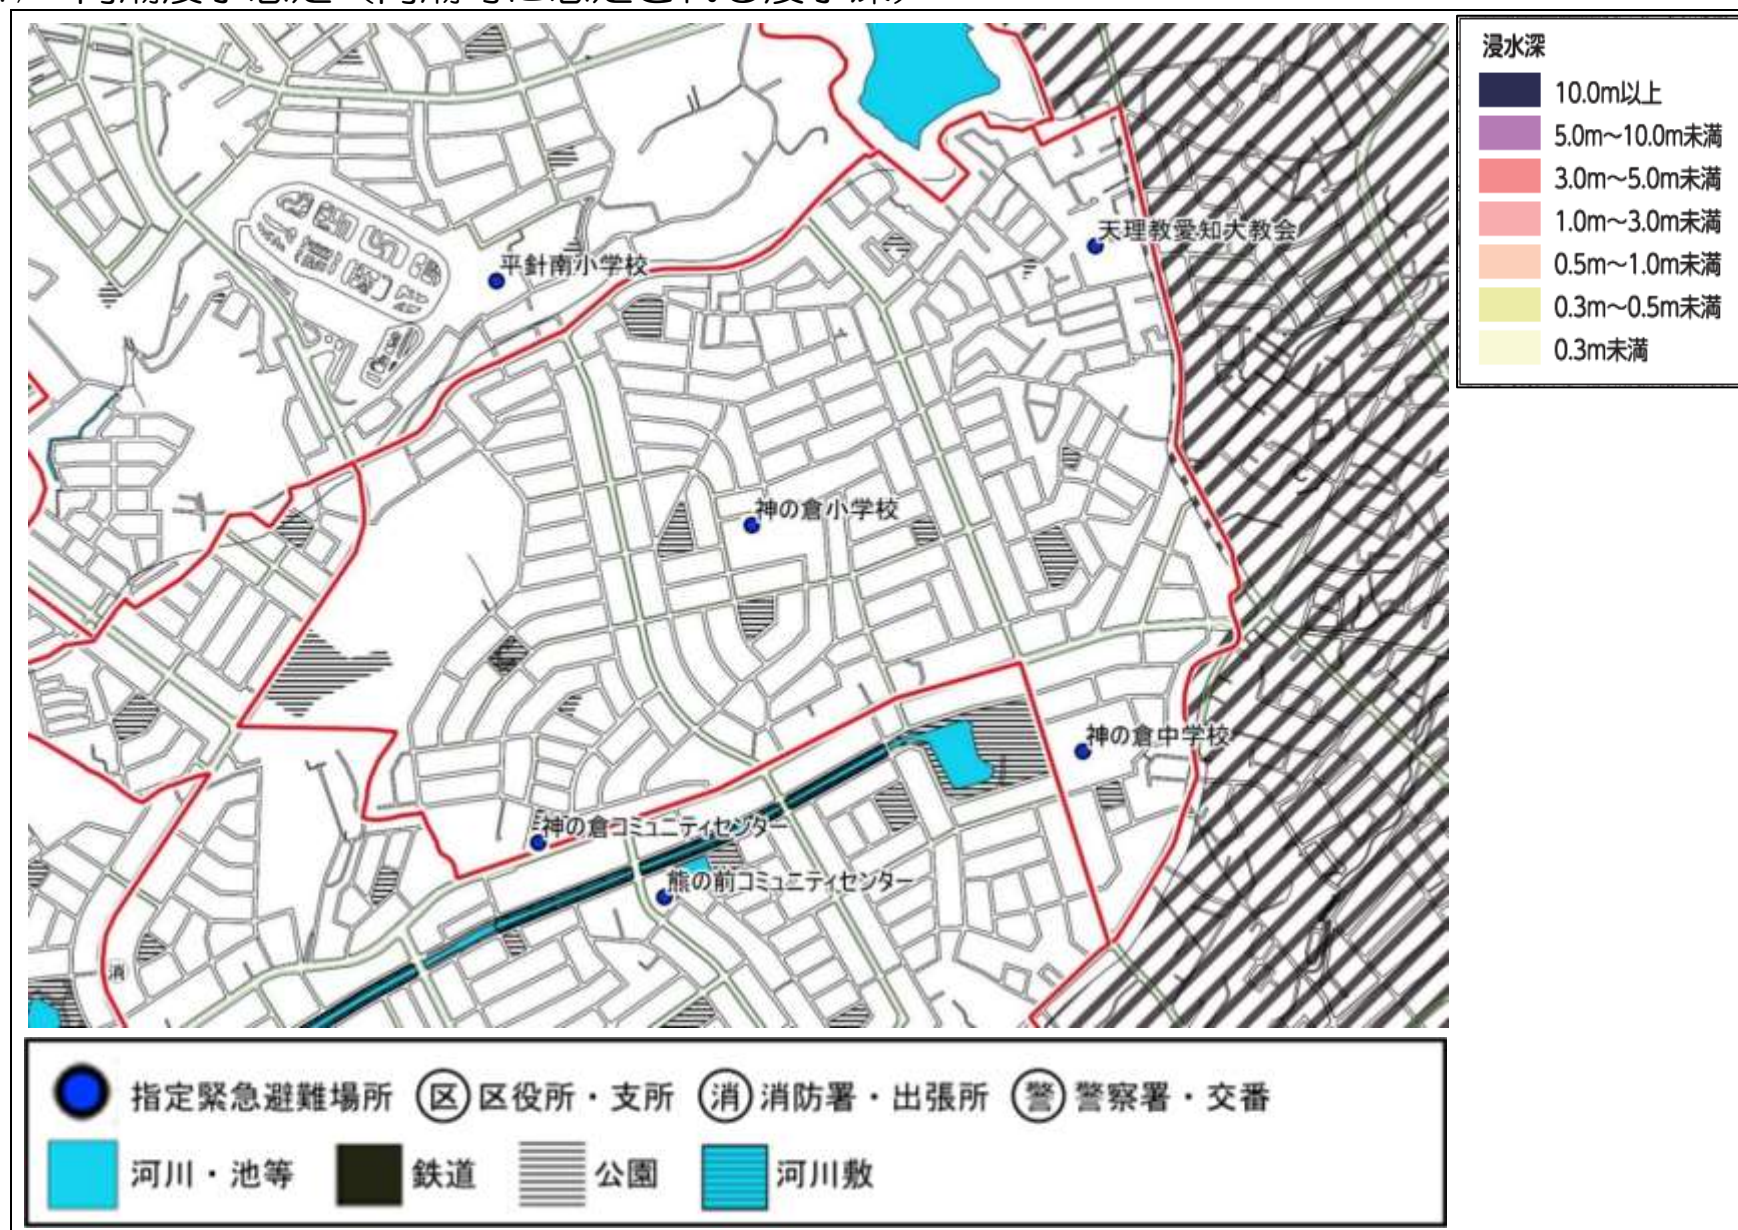 浸水深
10.0m以上
5.0m～10.0m未満
3.0m～5.0m未満
1.0m～3.0m未満
0.5m～1.0m未満
0.3m～0.5m未満
0.3m未満
天理教愛知大教会
平針南小学校
神の倉小学校
神の倉中学校
神の倉コミュニティセンター
熊の前コミュニティセンター
消
指定緊急避難場所 区 区役所・支所 消 消防署・出張所 警 警察署・交番
河川・池等 鉄道 公園 河川敷